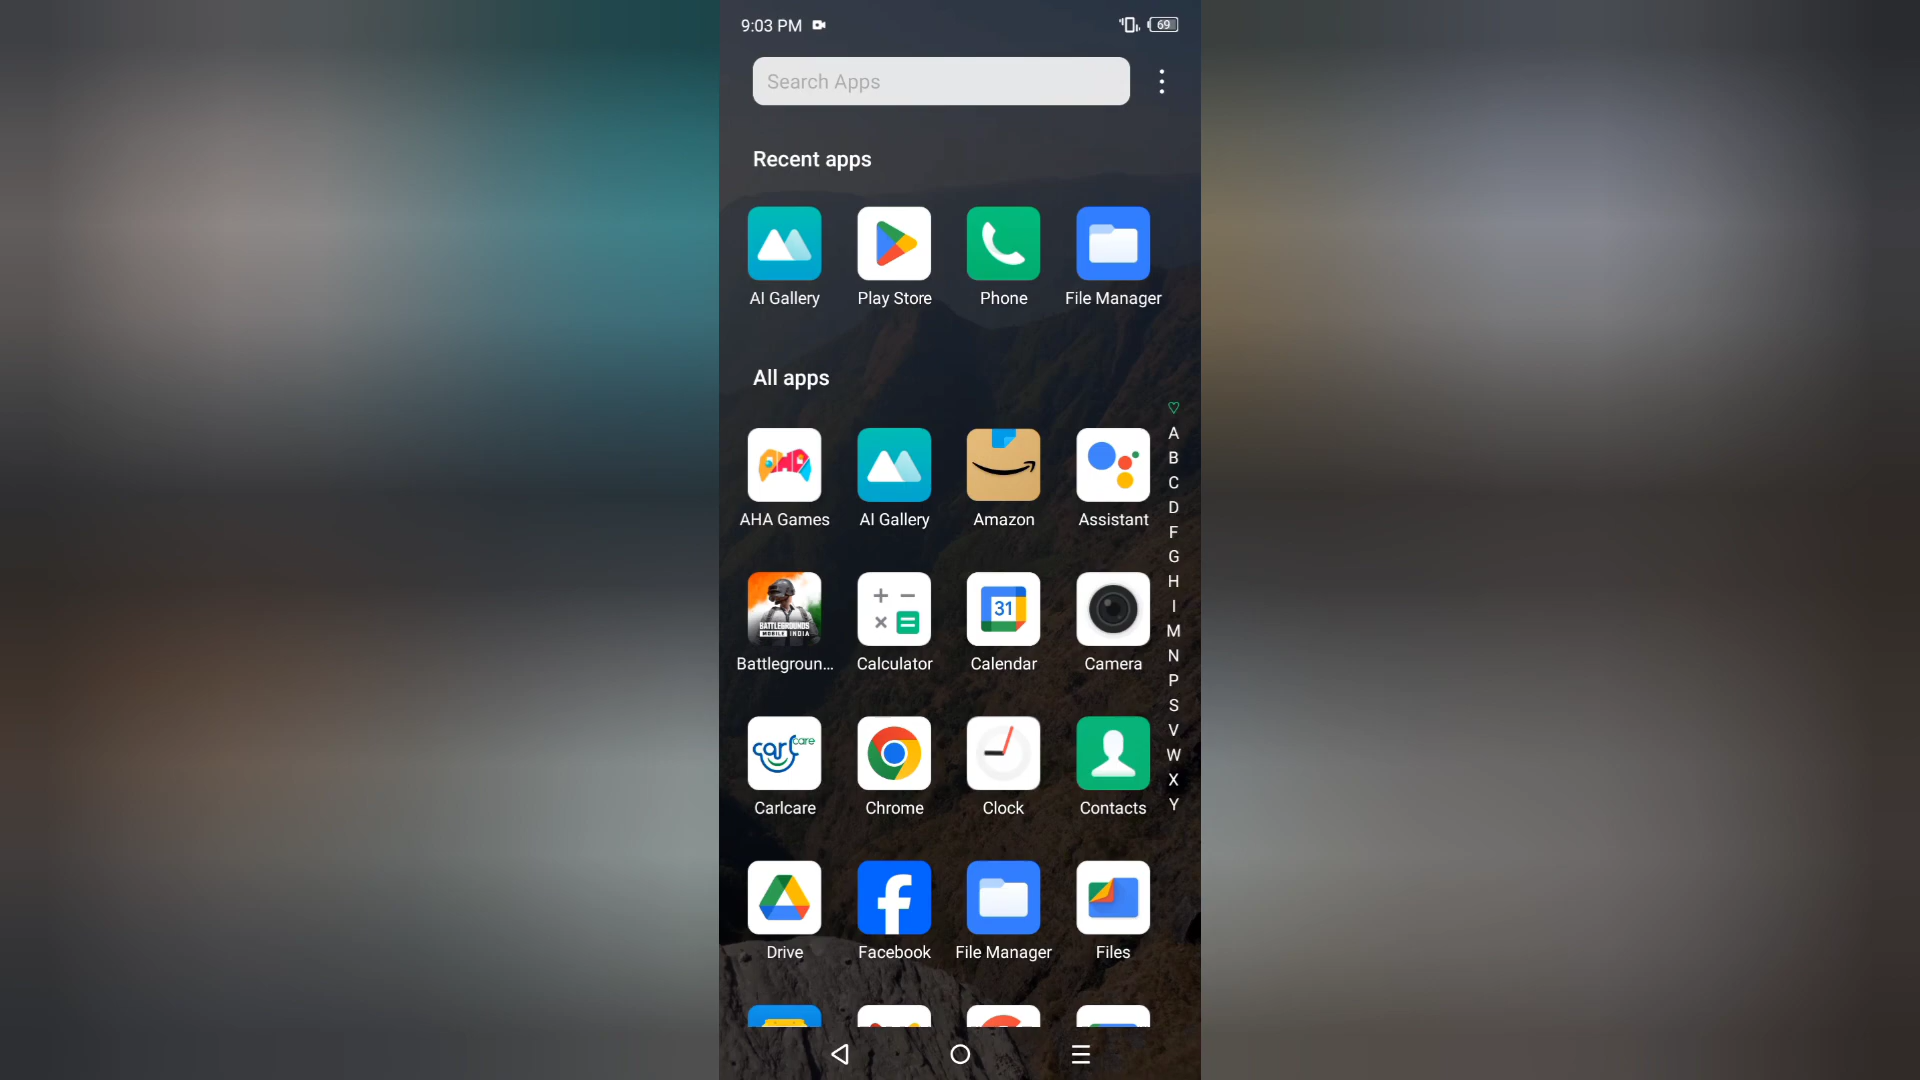 9:03 PM
69
Search Apps
Recent apps
AI Gallery
Play Store
Phone
File Manager
All apps
AHA Games
AI Gallery
Amazon
Assistant
BATTLEGROUNDS
MOBILE INDIA
31
Battlegroun...
Calculator
Calendar
Camera
carlcare
Carlcare
Chrome
Clock
Contacts
Drive
Facebook
File Manager
Files
A
B
C
D
F
G
H
I
M
N
P
S
V
W
X
Y